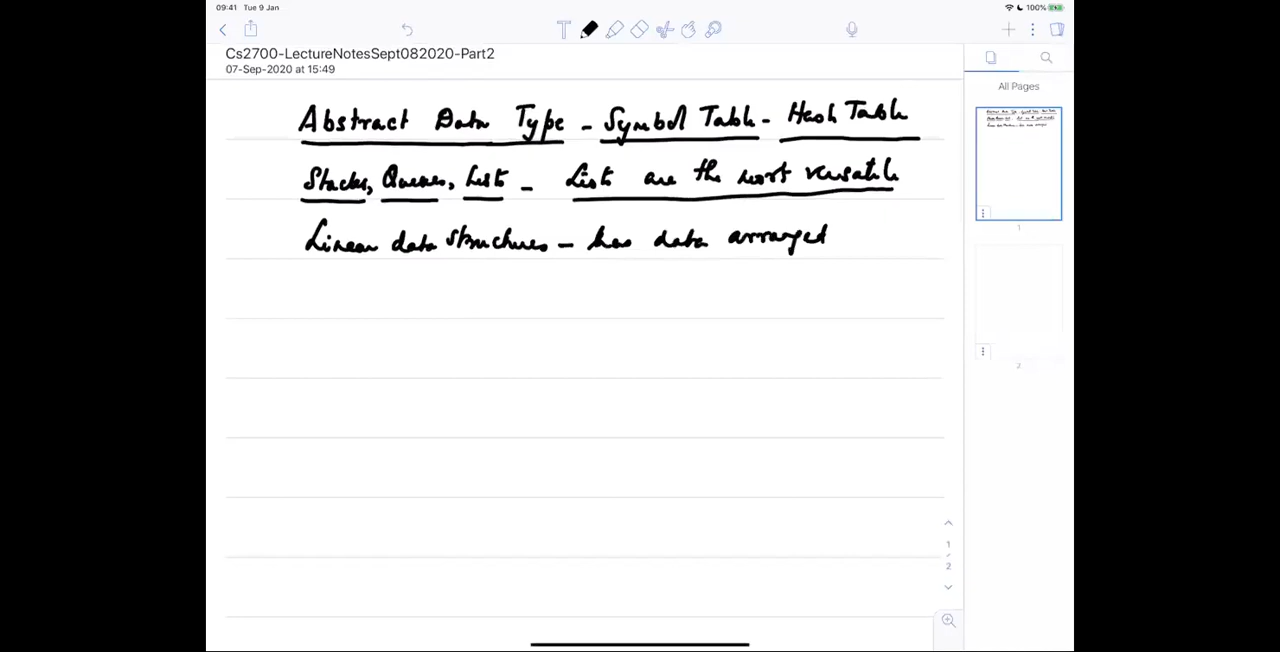 09:41 Tue 9 Jan
100%
Cs2700-LectureNotesSept082020-Part2
07-Sep-2020 at 15:49
All Pages
Abstract Data Type - Symbol Table - Hash Table
Stacks, Queues, Lists - Lists are the most versatile
Linear data structures - has data arranged
1
2
1
2